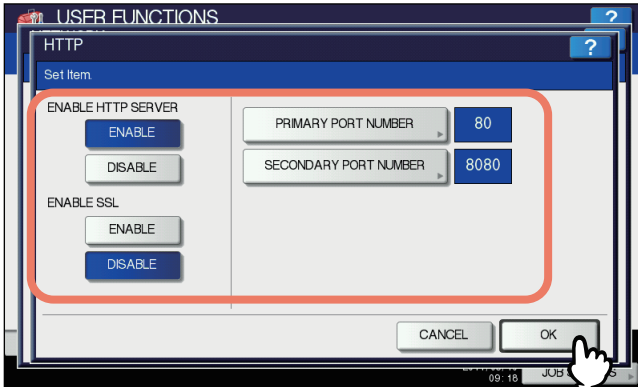 USER FUNCTIONS
?
HTTP
?
Set Item.
ENABLE HTTP SERVER
ENABLE
DISABLE
PRIMARY PORT NUMBER
80
SECONDARY PORT NUMBER
8080
ENABLE SSL
ENABLE
DISABLE
CANCEL
OK
09:18